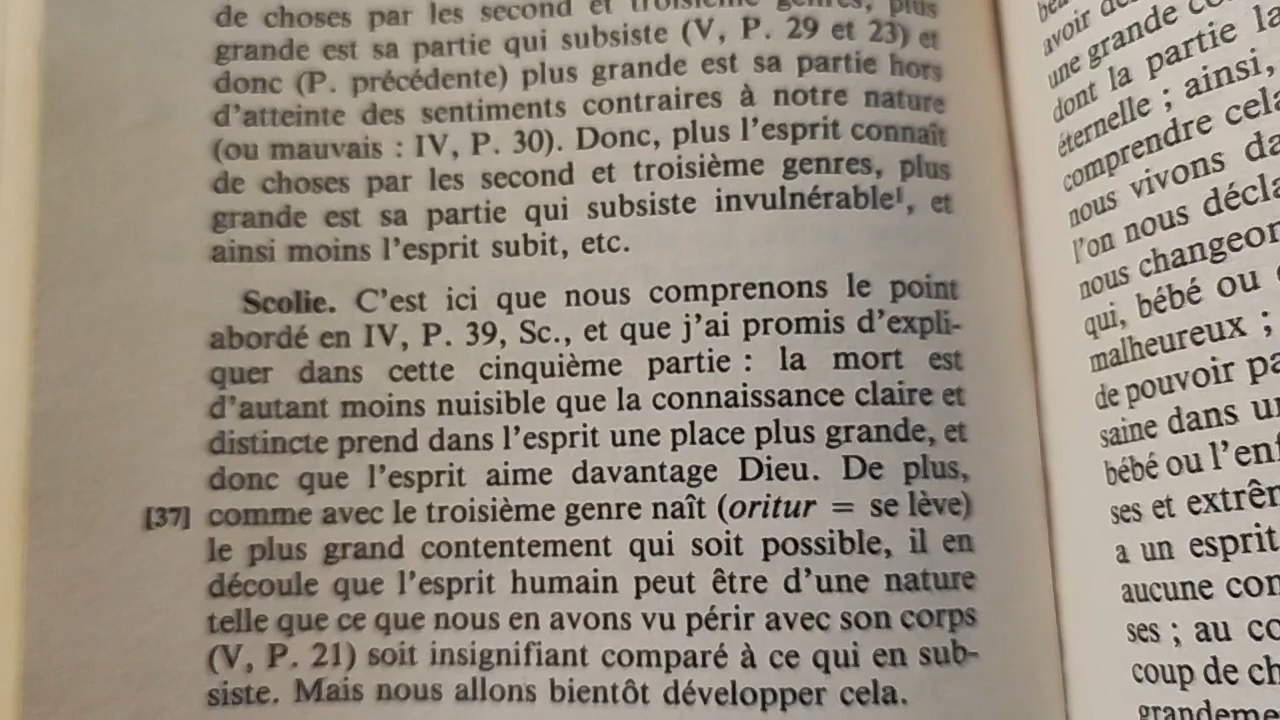 de choses par les second et troisième genres, plus
grande est sa partie qui subsiste (V, P. 29 et 23) et
donc (P. précédente) plus grande est sa partie hors
d'atteinte des sentiments contraires à notre nature
(ou mauvais : IV, P. 30). Donc, plus l'esprit connaît
de choses par les second et troisième genres, plus
grande est sa partie qui subsiste invulnérable¹, et
ainsi moins l'esprit subit, etc.
Scolie. C'est ici que nous comprenons le point
abordé en IV, P. 39, Sc., et que j'ai promis d'expli-
quer dans cette cinquième partie : la mort est
d'autant moins nuisible que la connaissance claire et
distincte prend dans l'esprit une place plus grande, et
donc que l'esprit aime davantage Dieu. De plus,
[37] comme avec le troisième genre naît (oritur = se lève)
le plus grand contentement qui soit possible, il en
découle que l'esprit humain peut être d'une nature
telle que ce que nous en avons vu périr avec son corps
(V, P. 21) soit insignifiant comparé à ce qui en sub-
siste. Mais nous allons bientôt développer cela.
avoir
une grande
dont la partie la
éternelle ; ainsi,
comprendre cela
nous vivons
l'on nous
nous
qui, bébé ou
malheureux ;
de pouvoir
saine dans
bébé ou
ses et
a un esprit
aucune
ses ; au
coup de